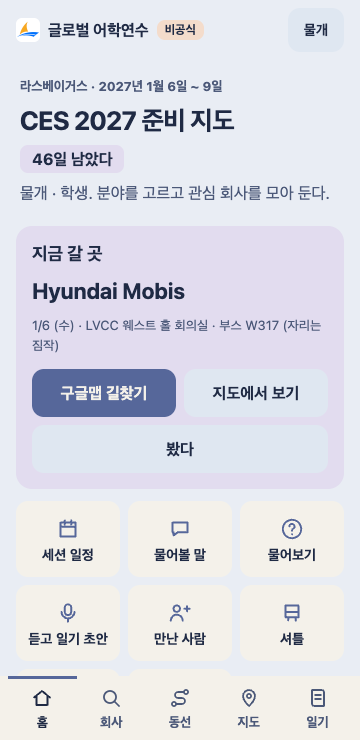 글로벌 어학연수
비공식
물개
라스베이거스 · 2027년 1월 6일 ~ 9일
CES 2027 준비 지도
46일 남았다
물개 · 학생. 분야를 고르고 관심 회사를 모아 둔다.
지금 갈 곳
Hyundai Mobis
1/6 (수) · LVCC 웨스트 홀 회의실 · 부스 W317 (자리는
짐작)
구글맵 길찾기
지도에서 보기
봤다
세션 일정
물어볼 말
물어보기
듣고 일기 초안
만난 사람
셔틀
홈
회사
동선
지도
일기